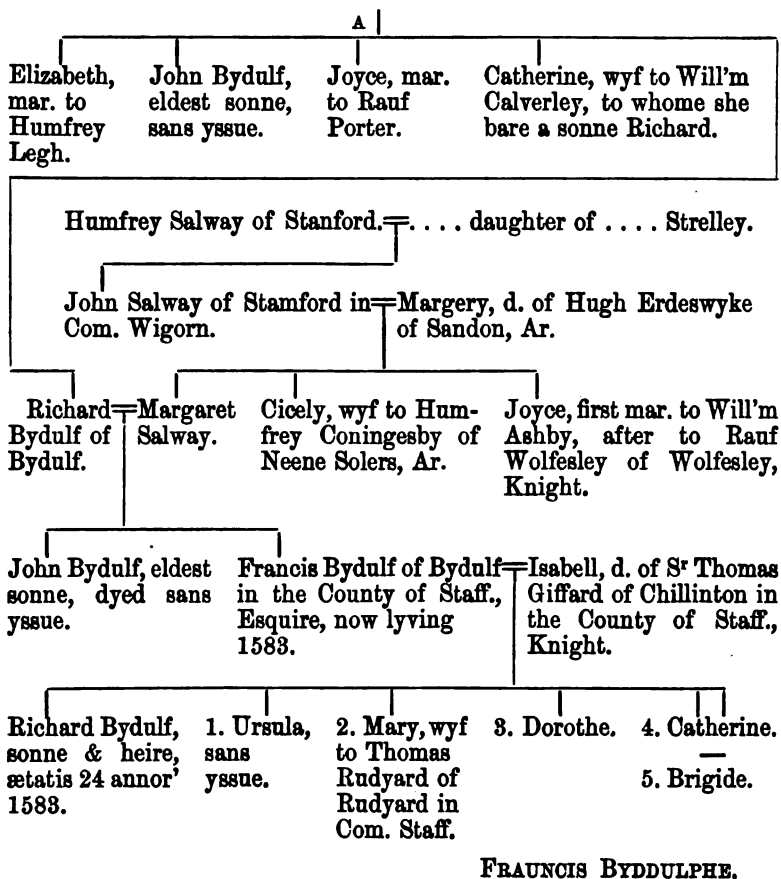 A
Elizabeth,
mar. to
Humfrey
Legh.
John Bydulf,
eldest sonne,
sans yssue.
Joyce, mar.
to Rauf
Porter.
Catherine, wyf to Will'm
Calverley, to whome she
bare a sonne Richard.
Humfrey Salway of Stanford.=. . . . daughter of . . . . Strelley.
John Salway of Stamford in=Margery, d. of Hugh Erdeswyke
Com. Wigorn.
of Sandon, Ar.
Richard=Margaret
Bydulf of
Bydulf.
Salway.
Cicely, wyf to Hum-
frey Coningesby of
Neene Solers, Ar.
Joyce, first mar. to Will'm
Ashby, after to Rauf
Wolfesley of Wolfesley,
Knight.
John Bydulf, eldest
sonne, dyed sans
yssue.
Francis Bydulf of Bydulf=Isabell, d. of Sr Thomas
in the County of Staff.,
Esquire, now lyving
1583.
Giffard of Chillinton in
the County of Staff.,
Knight.
Richard Bydulf,
sonne & heire,
ætatis 24 annor'
1583.
1. Ursula,
sans
yssue.
2. Mary, wyf
to Thomas
Rudyard of
Rudyard in
Com. Staff.
3. Dorothe.
4. Catherine.
—
5. Brigide.
FRAUNCIS BYDDULPHE.